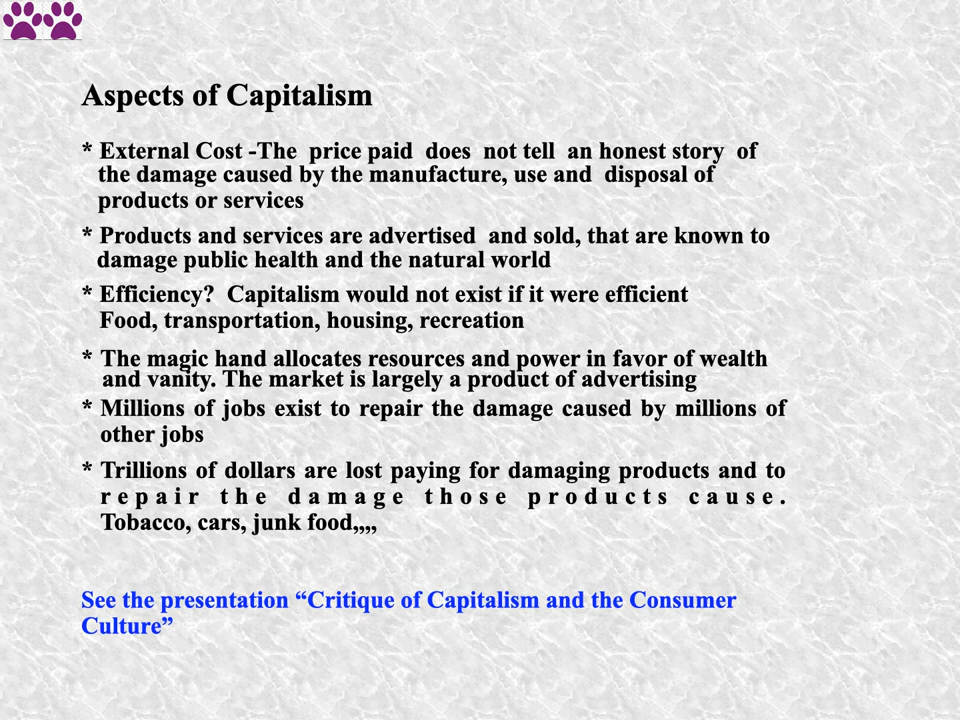 Aspects of Capitalism
* External Cost -The price paid does not tell an honest story of
the damage caused by the manufacture, use and disposal of
products or services
* Products and services are advertised and sold, that are known to
damage public health and the natural world
* Efficiency? Capitalism would not exist if it were efficient
Food, transportation, housing, recreation
* The magic hand allocates resources and power in favor of wealth
and vanity. The market is largely a product of advertising
* Millions of jobs exist to repair the damage caused by millions of
other jobs
* Trillions of dollars are lost paying for damaging products and to
repair the damage those products cause.
Tobacco, cars, junk food,,,,
See the presentation “Critique of Capitalism and the Consumer
Culture”